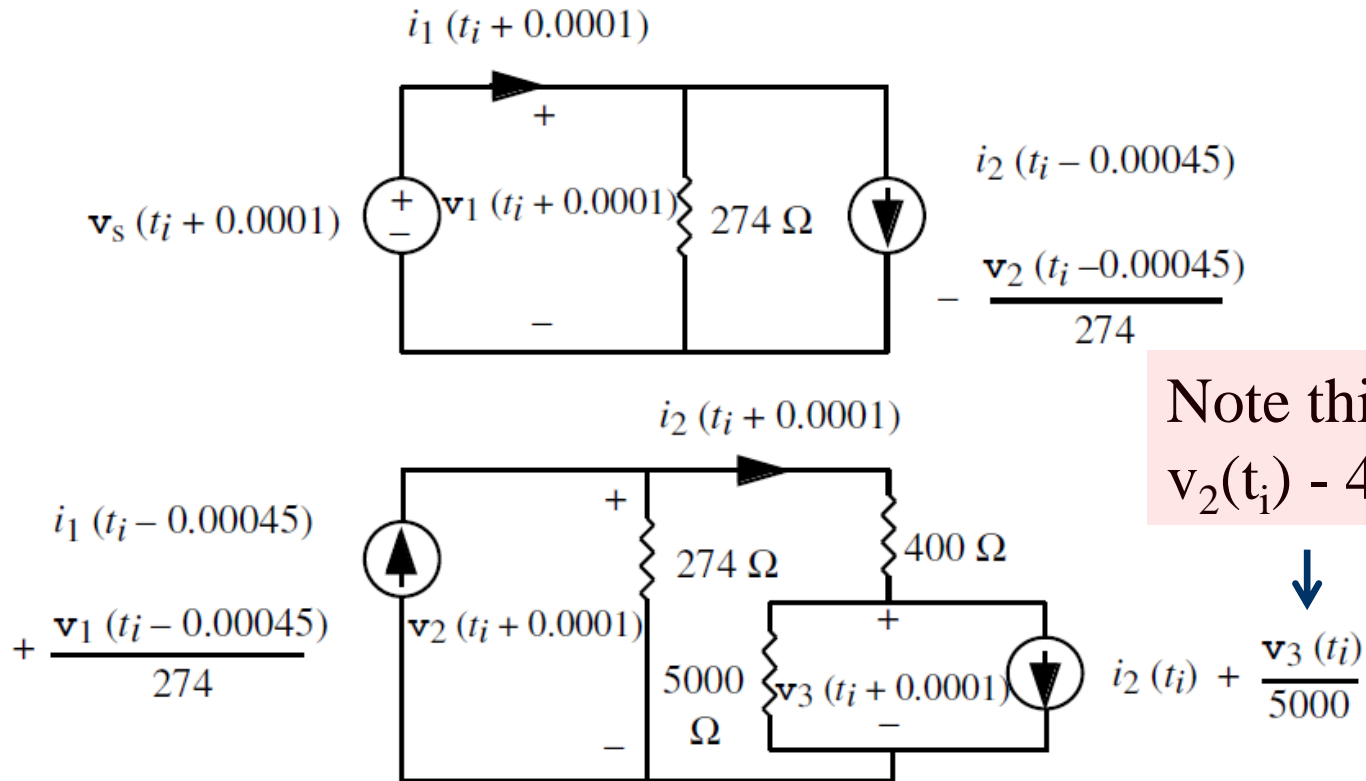 i₁ (tᵢ + 0.0001)
+
vₛ (tᵢ + 0.0001)
+
−
v₁ (tᵢ + 0.0001)
274 Ω
i₂ (tᵢ – 0.00045)
− v₂ (tᵢ –0.00045)
274
−
Note thi
v₂(tᵢ) - 4
i₂ (tᵢ + 0.0001)
i₁ (tᵢ – 0.00045)
+ v₁ (tᵢ – 0.00045)
274
+
v₂ (tᵢ + 0.0001)
−
274 Ω
400 Ω
5000
Ω
+
v₃ (tᵢ + 0.0001)
−
i₂ (tᵢ) + v₃ (tᵢ)
5000